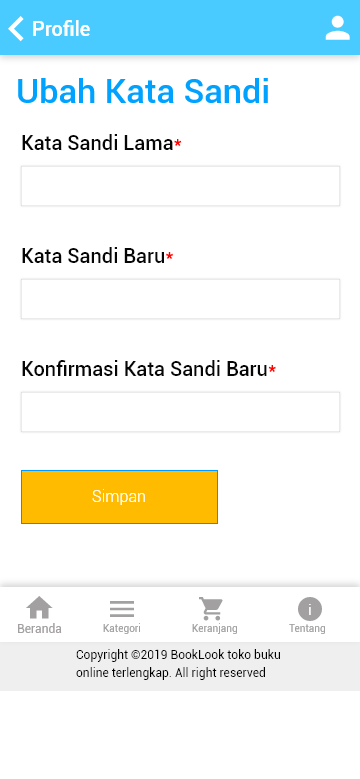 Profile
Ubah Kata Sandi
Kata Sandi Lama*
Kata Sandi Baru*
Konfirmasi Kata Sandi Baru*
Simpan
Beranda Kategori Keranjang Tentang
Copyright ©2019 BookLook toko buku
online terlengkap. All right reserved